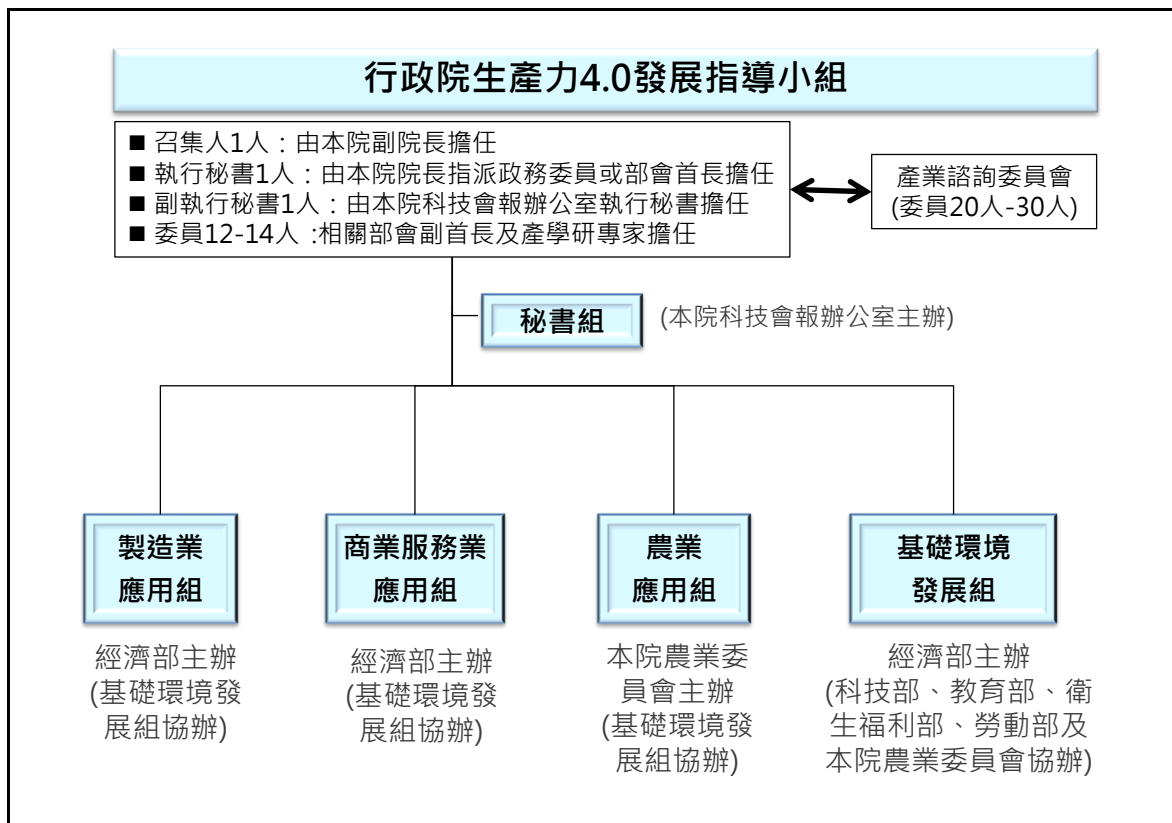 行政院生產力4.0發展指導小組
■ 召集人1人：由本院副院長擔任
■ 執行秘書1人：由本院院長指派政務委員或部會首長擔任
■ 副執行秘書1人：由本院科技會報辦公室執行秘書擔任
■ 委員12-14人 :相關部會副首長及產學研專家擔任
產業諮詢委員會
(委員20人-30人)
秘書組
(本院科技會報辦公室主辦)
製造業
應用組
經濟部主辦
(基礎環境發
展組協辦)
商業服務業
應用組
經濟部主辦
(基礎環境發
展組協辦)
農業
應用組
本院農業委
員會主辦
(基礎環境發
展組協辦)
基礎環境
發展組
經濟部主辦
(科技部、教育部、衛
生福利部、勞動部及
本院農業委員會協辦)